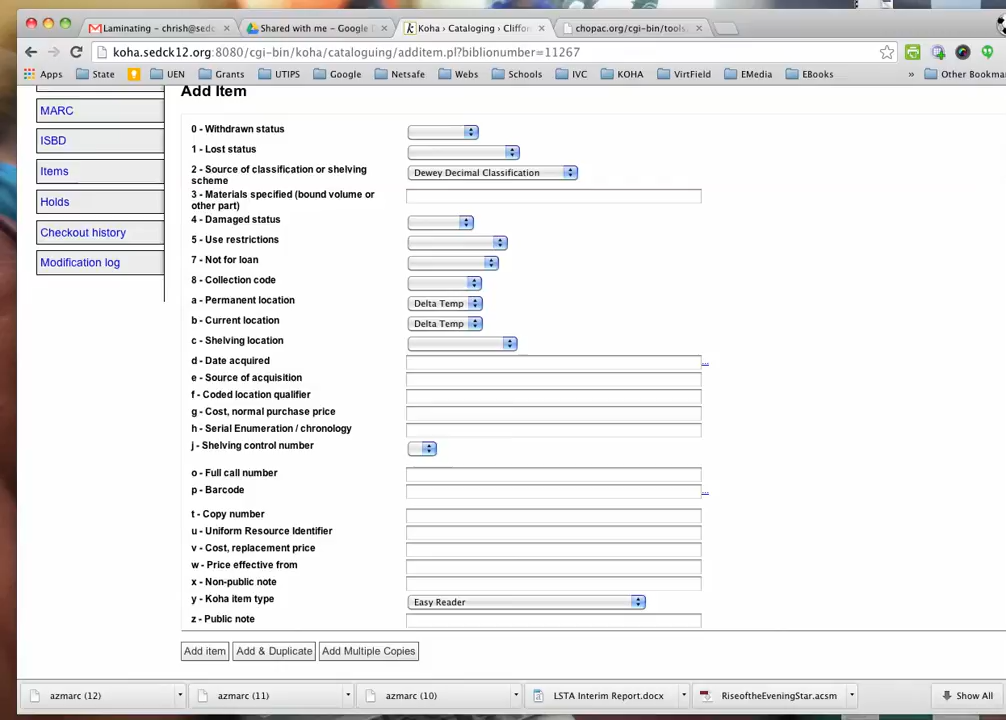 Laminating – chrish@sedc
Shared with me – Google D
Koha › Cataloging › Cliffor
chopac.org/cgi-bin/tools
koha.sedck12.org:8080/cgi-bin/koha/cataloguing/additem.pl?biblionumber=11267
Apps State UEN Grants UTIPS Google Netsafe Webs Schools IVC KOHA VirtField EMedia EBooks » Other Bookma
Add Item
MARC
ISBD
Items
Holds
Checkout history
Modification log
0 - Withdrawn status
1 - Lost status
2 - Source of classification or shelving scheme
Dewey Decimal Classification
3 - Materials specified (bound volume or other part)
4 - Damaged status
5 - Use restrictions
7 - Not for loan
8 - Collection code
a - Permanent location
Delta Temp
b - Current location
Delta Temp
c - Shelving location
d - Date acquired
...
e - Source of acquisition
f - Coded location qualifier
g - Cost, normal purchase price
h - Serial Enumeration / chronology
j - Shelving control number
o - Full call number
p - Barcode
...
t - Copy number
u - Uniform Resource Identifier
v - Cost, replacement price
w - Price effective from
x - Non-public note
y - Koha item type
Easy Reader
z - Public note
Add item Add & Duplicate Add Multiple Copies
azmarc (12) azmarc (11) azmarc (10) LSTA Interim Report.docx RiseoftheEveningStar.acsm Show All